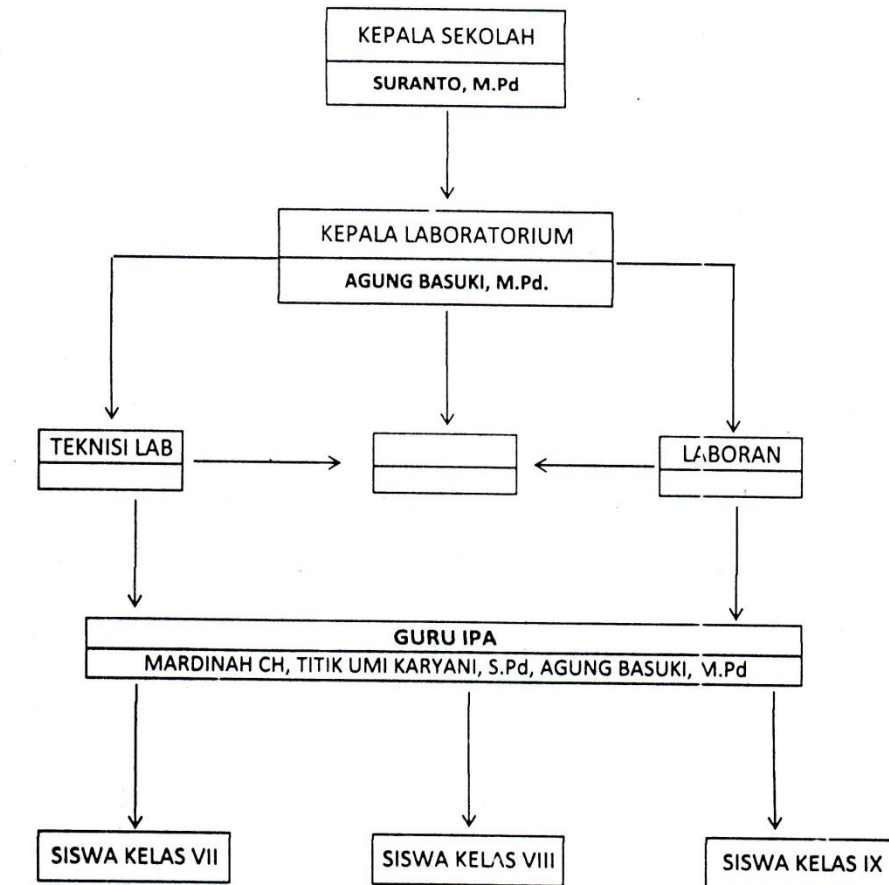 KEPALA SEKOLAH
SURANTO, M.Pd
KEPALA LABORATORIUM
AGUNG BASUKI, M.Pd.
TEKNISI LAB
LABORAN
GURU IPA
MARDINAH CH, TITIK UMI KARYANI, S.Pd, AGUNG BASUKI, M.Pd
SISWA KELAS VII
SISWA KELAS VIII
SISWA KELAS IX